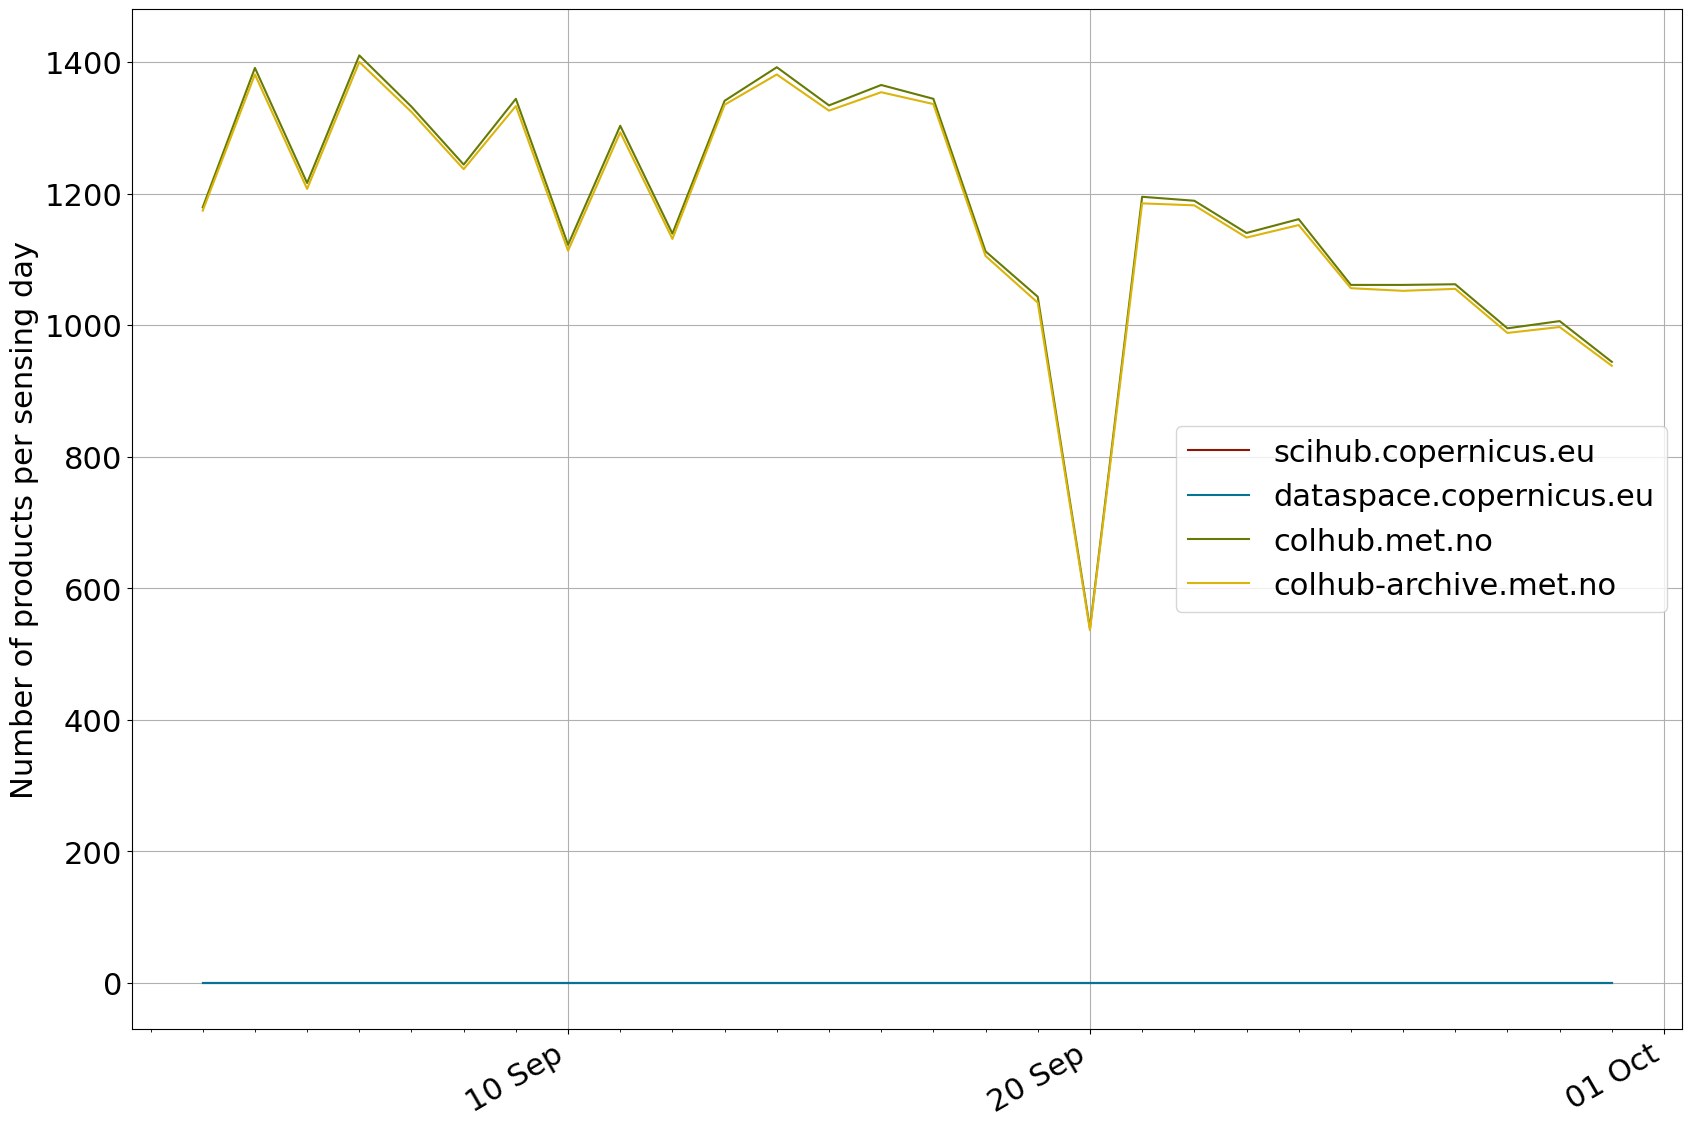 Number of products per sensing day
1400
1200
1000
800
600
400
200
0
scihub.copernicus.eu
dataspace.copernicus.eu
colhub.met.no
colhub-archive.met.no
10 Sep
20 Sep
01 Oct